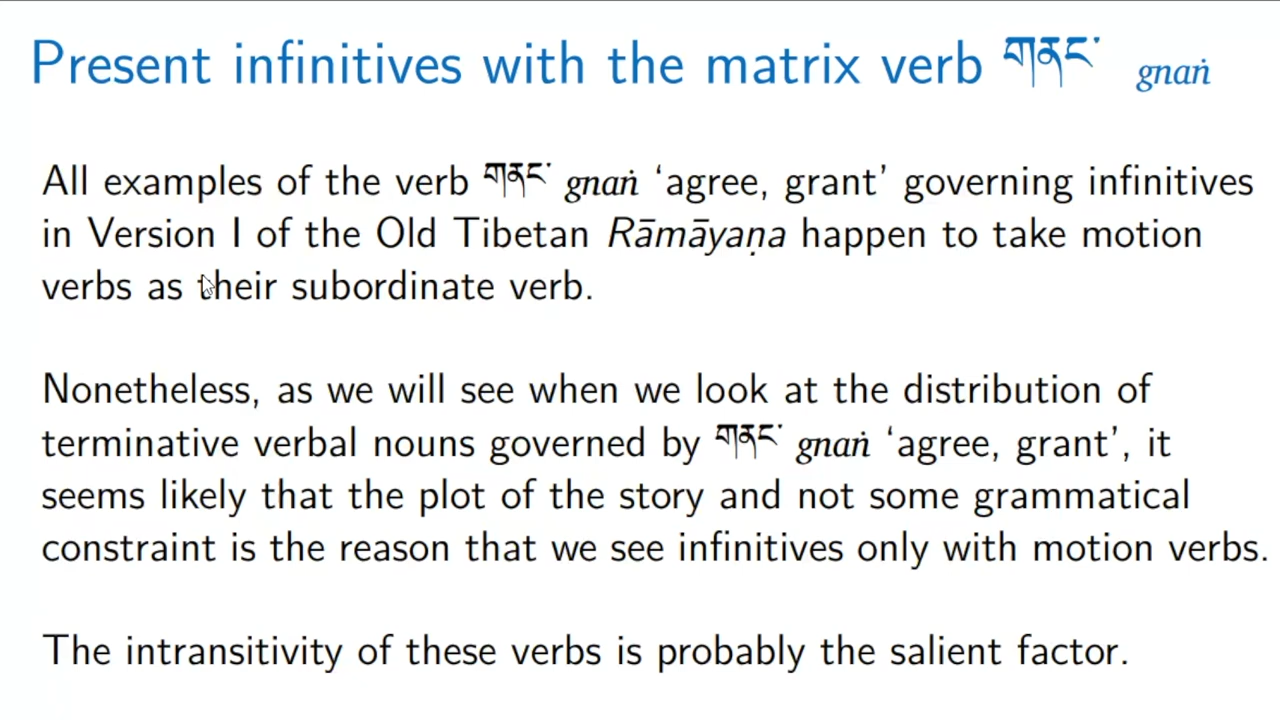 Present infinitives with the matrix verb གནང་ gnaṅ
All examples of the verb གནང་ gnaṅ ‘agree, grant’ governing infinitives
in Version I of the Old Tibetan Rāmāyaṇa happen to take motion
verbs as their subordinate verb.
Nonetheless, as we will see when we look at the distribution of
terminative verbal nouns governed by གནང་ gnaṅ ‘agree, grant’, it
seems likely that the plot of the story and not some grammatical
constraint is the reason that we see infinitives only with motion verbs.
The intransitivity of these verbs is probably the salient factor.